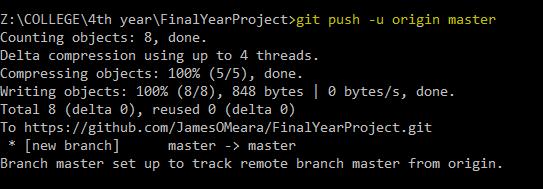 Z:\COLLEGE\4th year\FinalYearProject>git push -u origin master
Counting objects: 8, done.
Delta compression using up to 4 threads.
Compressing objects: 100% (5/5), done.
Writing objects: 100% (8/8), 848 bytes | 0 bytes/s, done.
Total 8 (delta 0), reused 0 (delta 0)
To https://github.com/JamesOMeara/FinalYearProject.git
 * [new branch]      master -> master
Branch master set up to track remote branch master from origin.